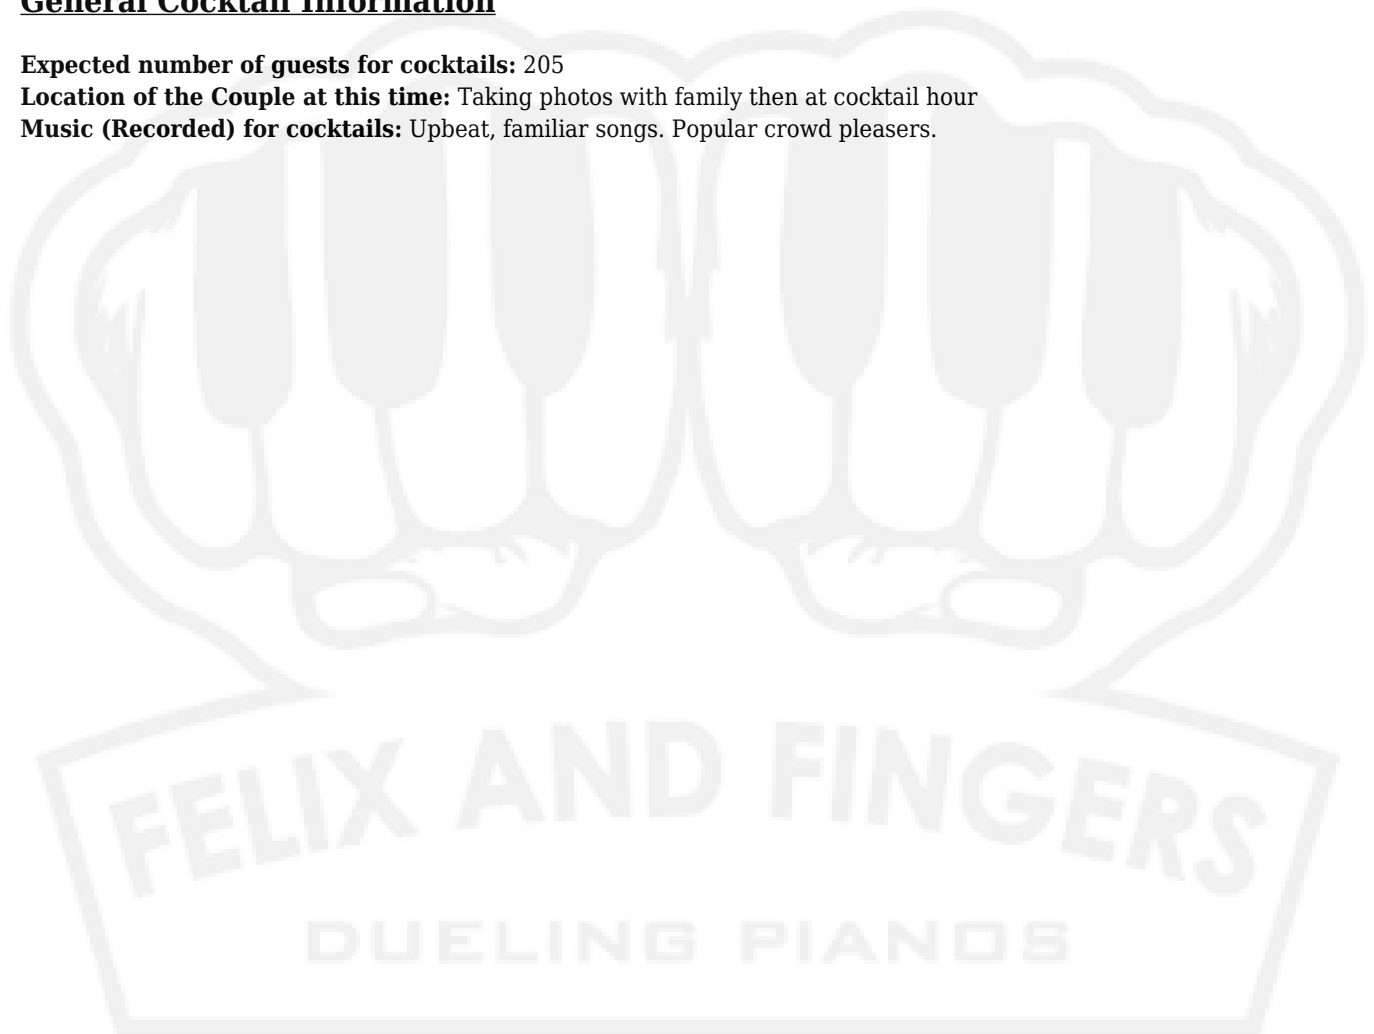 General Cocktail Information
Expected number of guests for cocktails: 205
Location of the Couple at this time: Taking photos with family then at cocktail hour
Music (Recorded) for cocktails: Upbeat, familiar songs. Popular crowd pleasers.
FELIX AND FINGERS
DUELING PIANOS